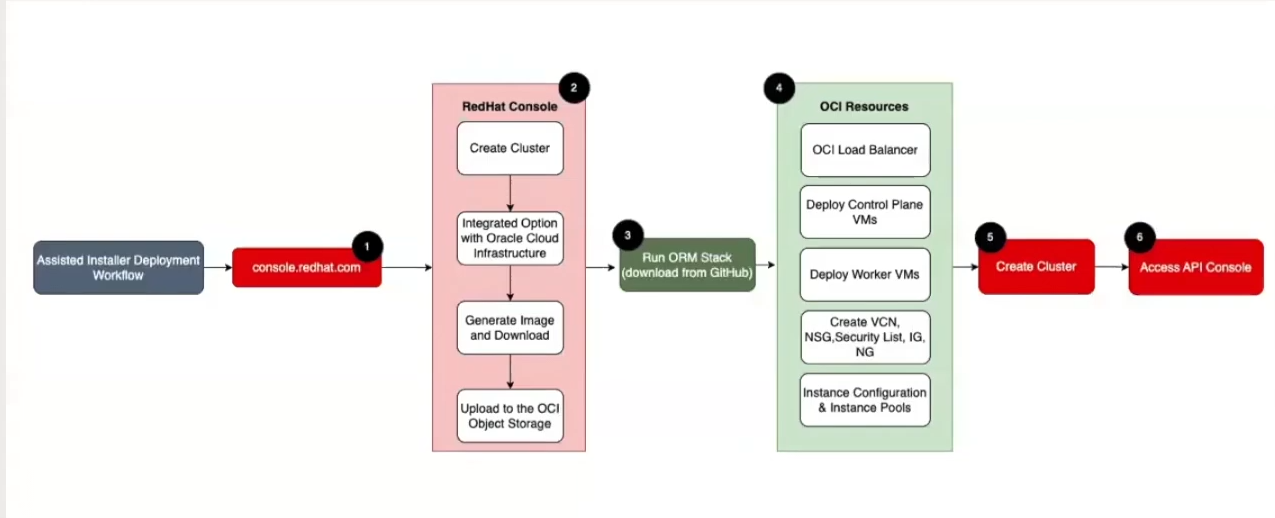 Assisted Installer Deployment
Workflow
1
console.redhat.com
2
RedHat Console
Create Cluster
Integrated Option
with Oracle Cloud
Infrastructure
Generate Image
and Download
Upload to the OCI
Object Storage
3
Run ORM Stack
(download from GitHub)
4
OCI Resources
OCI Load Balancer
Deploy Control Plane
VMs
Deploy Worker VMs
Create VCN,
NSG,Security List, IG,
NG
Instance Configuration
& Instance Pools
5
Create Cluster
6
Access API Console